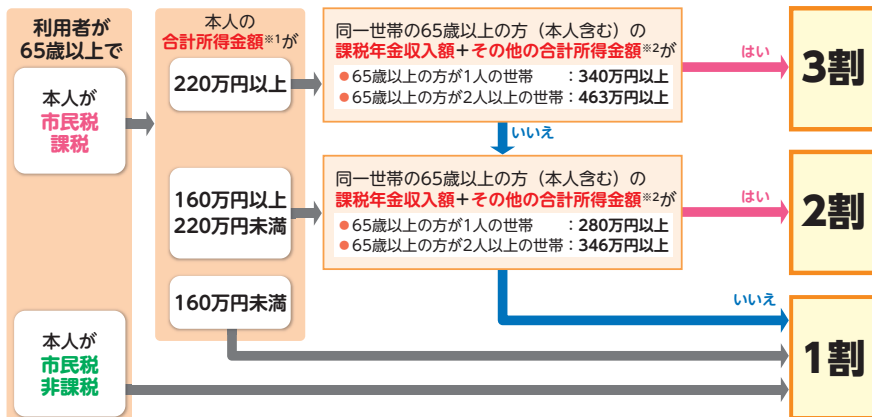 利用者が
65歳以上で
本人が
市民税
課税
本人が
市民税
非課税
本人の
合計所得金額※1が
220万円以上
160万円以上
220万円未満
160万円未満
同一世帯の65歳以上の方（本人含む）の
課税年金収入額＋その他の合計所得金額※2が
●65歳以上の方が1人の世帯　　：340万円以上
●65歳以上の方が2人以上の世帯：463万円以上
はい
3割
いいえ
同一世帯の65歳以上の方（本人含む）の
課税年金収入額＋その他の合計所得金額※2が
●65歳以上の方が1人の世帯　　：280万円以上
●65歳以上の方が2人以上の世帯：346万円以上
はい
2割
いいえ
1割